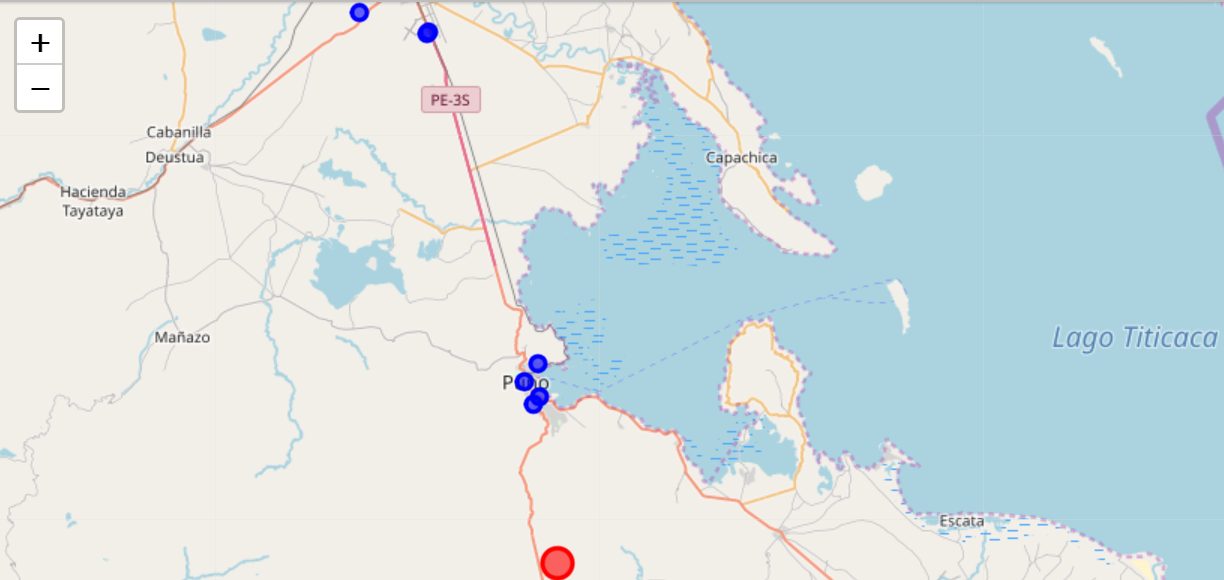 +
PE-3S
−
Cabanilla
Deustua
Capachica
Hacienda
Tayataya
Mañazo
Lago Titicaca
Escata